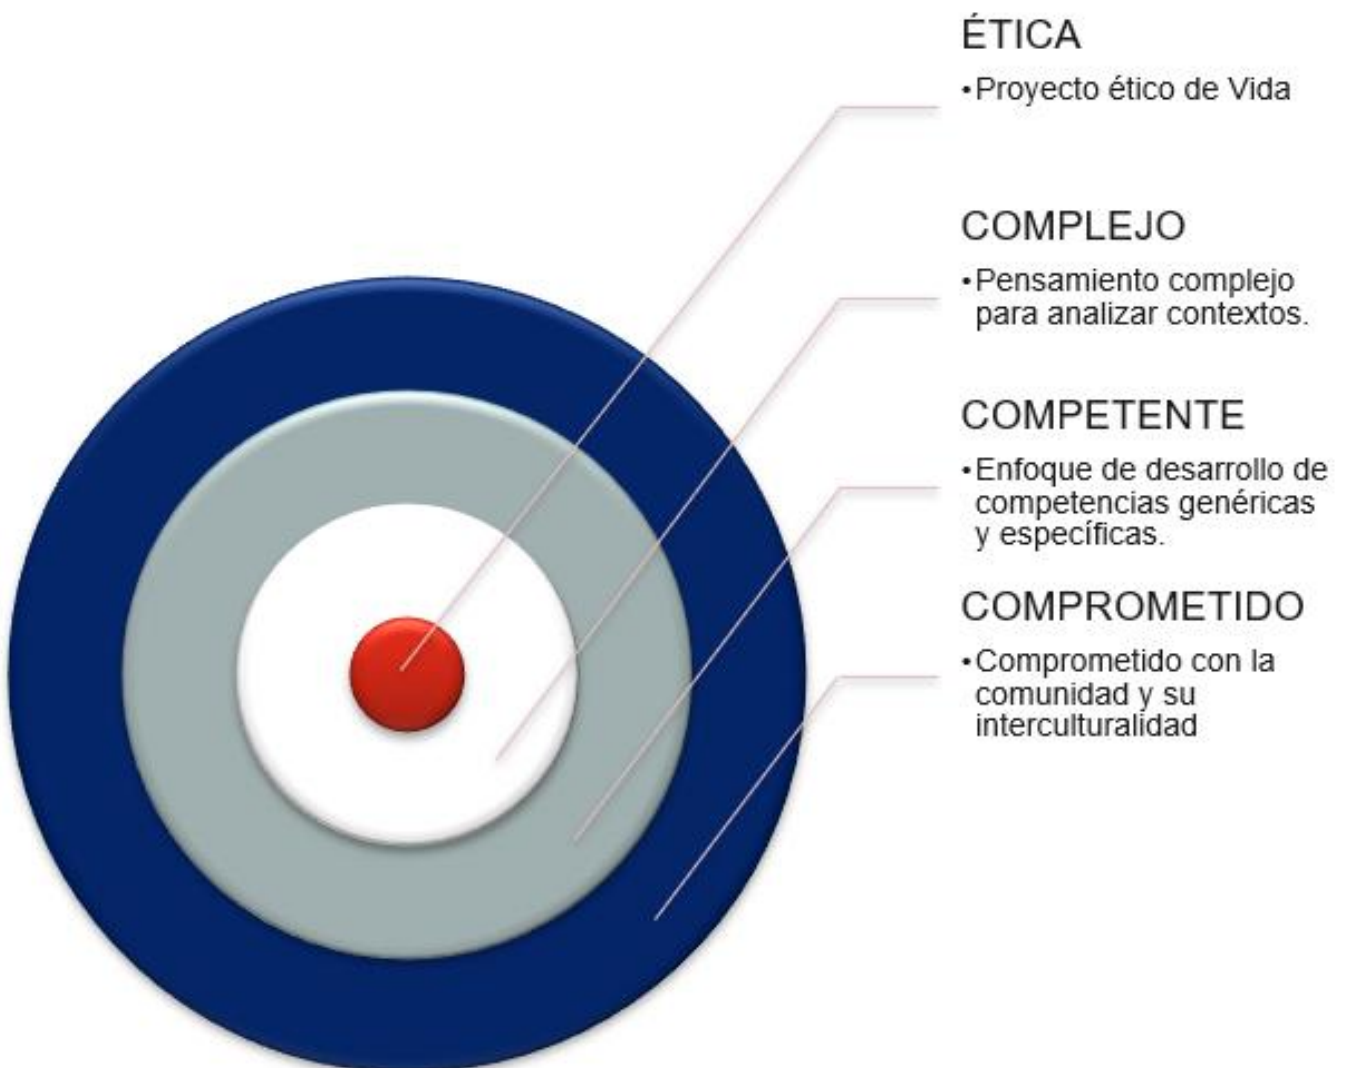 ÉTICA
•Proyecto ético de Vida
COMPLEJO
•Pensamiento complejo
para analizar contextos.
COMPETENTE
•Enfoque de desarrollo de
competencias genéricas
y específicas.
COMPROMETIDO
•Comprometido con la
comunidad y su
interculturalidad